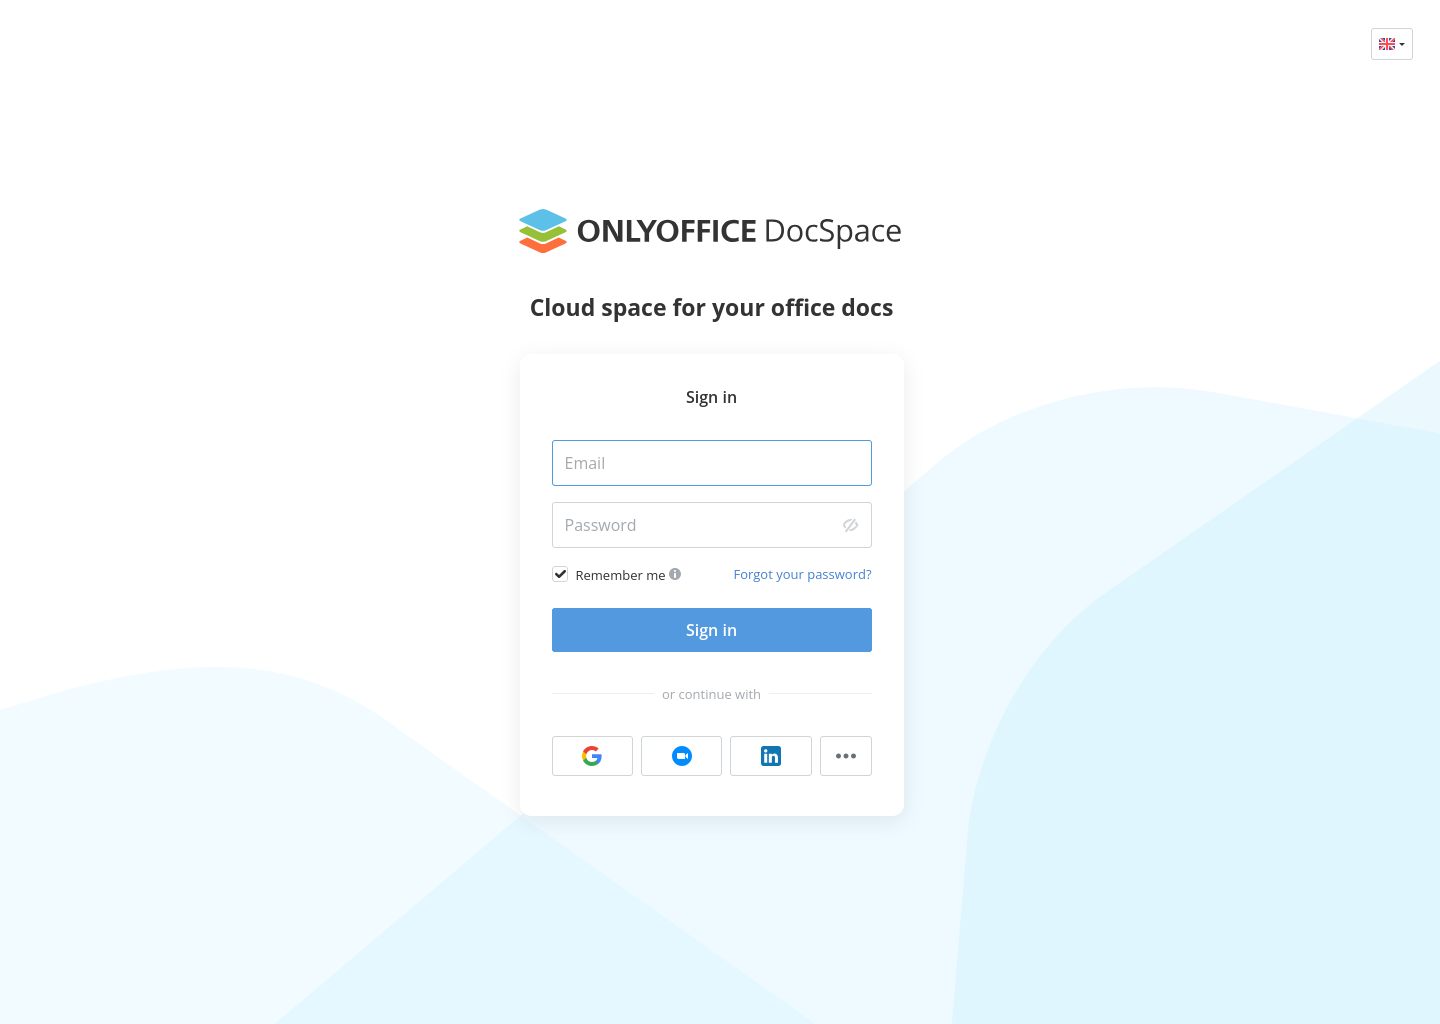 ONLYOFFICE DocSpace
Cloud space for your office docs
Sign in
Email
Password
Remember me
Forgot your password?
Sign in
or continue with